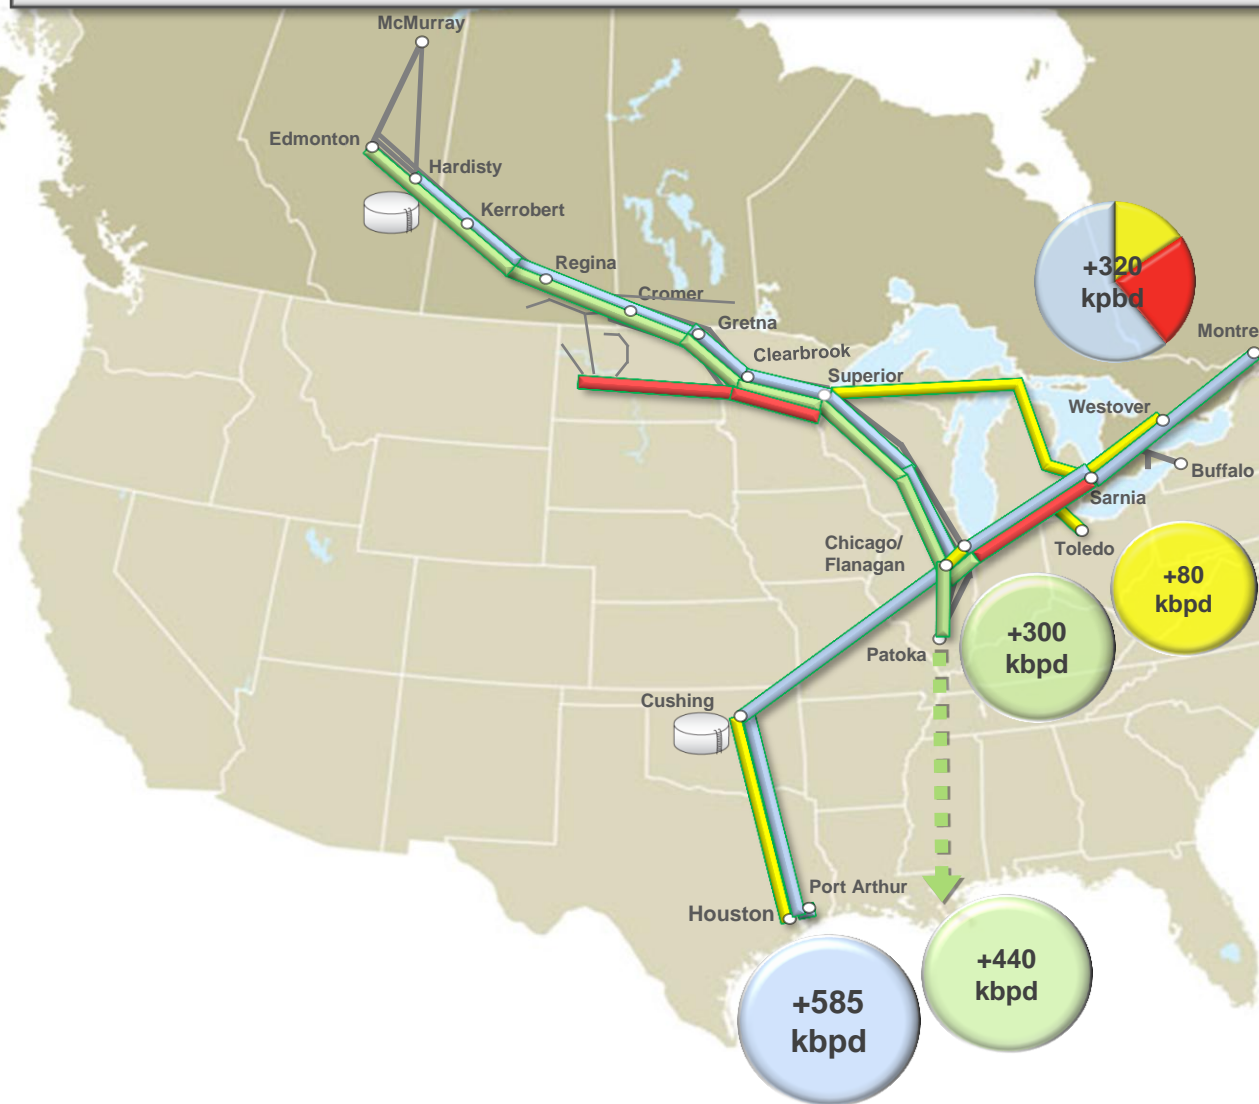 McMurray
Edmonton
Hardisty
Kerrobert
Regina
Cromer
Gretna
Clearbrook
Superior
+320
kpbd
Montre
Westover
Buffalo
Sarnia
Toledo
Chicago/
Flanagan
+80
kbpd
+300
kbpd
Patoka
Cushing
Port Arthur
Houston
+440
kbpd
+585
kbpd